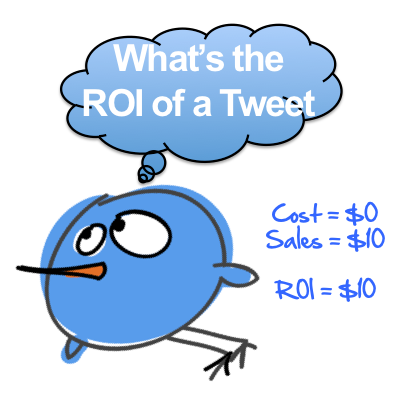 What's the
ROI of a Tweet
Cost = $0
Sales = $10
ROI = $10